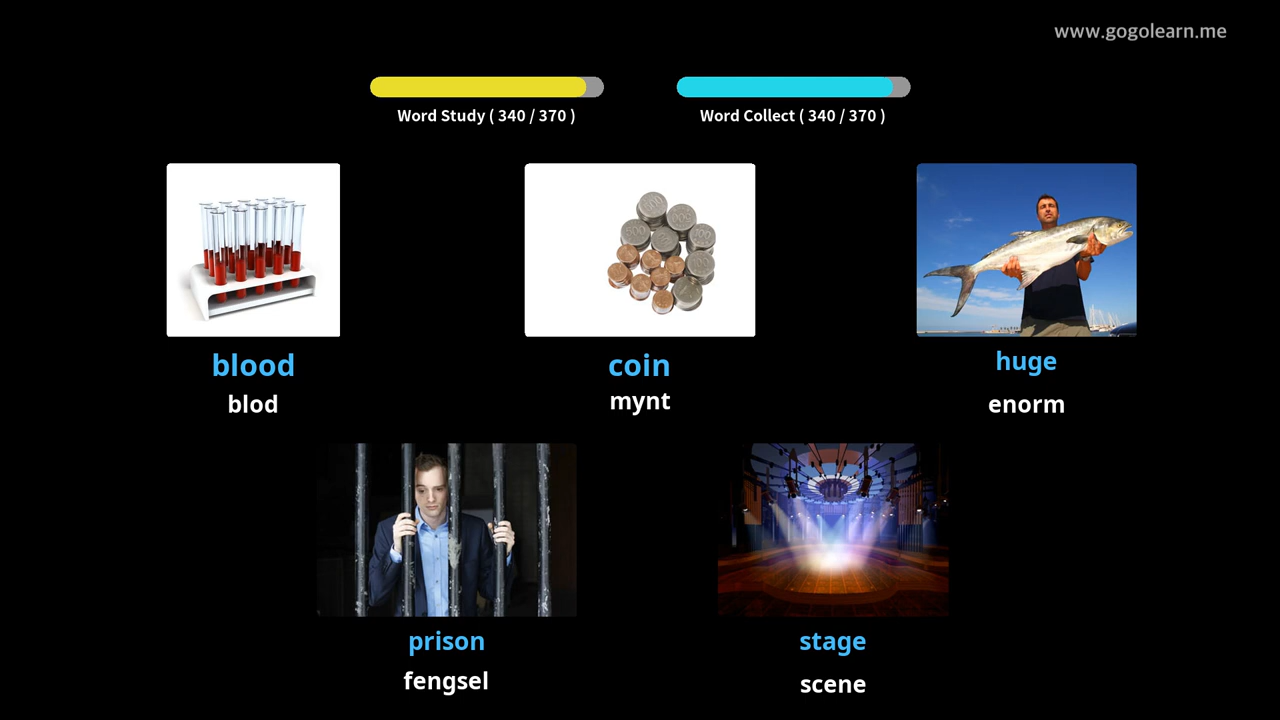 www.gogolearn.me
Word Study ( 340 / 370 )
Word Collect ( 340 / 370 )
blood
blod
coin
mynt
huge
enorm
prison
fengsel
stage
scene